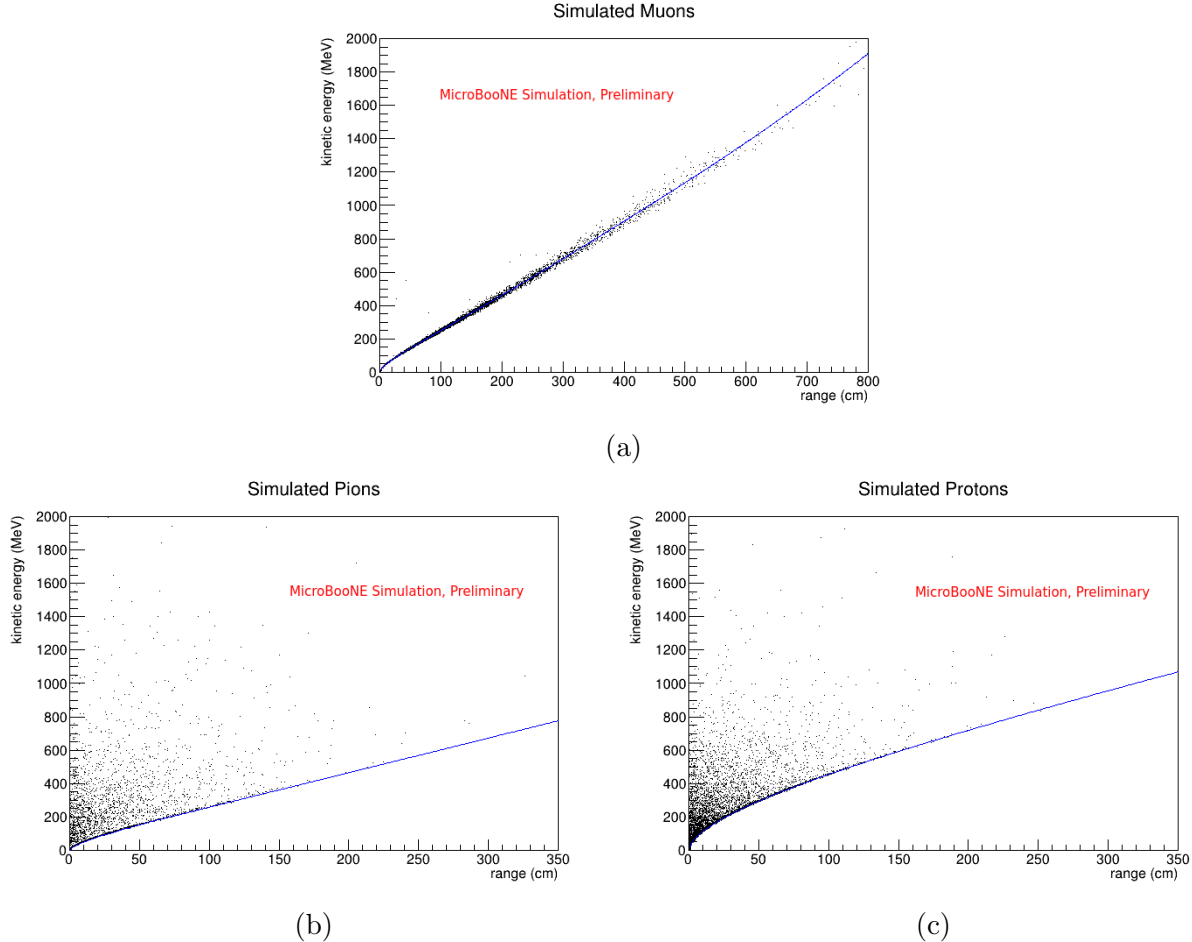 Simulated Muons
kinetic energy (MeV)
2000
1800
1600
1400
1200
1000
800
600
400
200
0
MicroBooNE Simulation, Preliminary
0 100 200 300 400 500 600 700 800
range (cm)
(a)
Simulated Pions
kinetic energy (MeV)
2000
1800
1600
1400
1200
1000
800
600
400
200
0
MicroBooNE Simulation, Preliminary
0 50 100 150 200 250 300 350
range (cm)
(b)
Simulated Protons
kinetic energy (MeV)
2000
1800
1600
1400
1200
1000
800
600
400
200
0
MicroBooNE Simulation, Preliminary
0 50 100 150 200 250 300 350
range (cm)
(c)